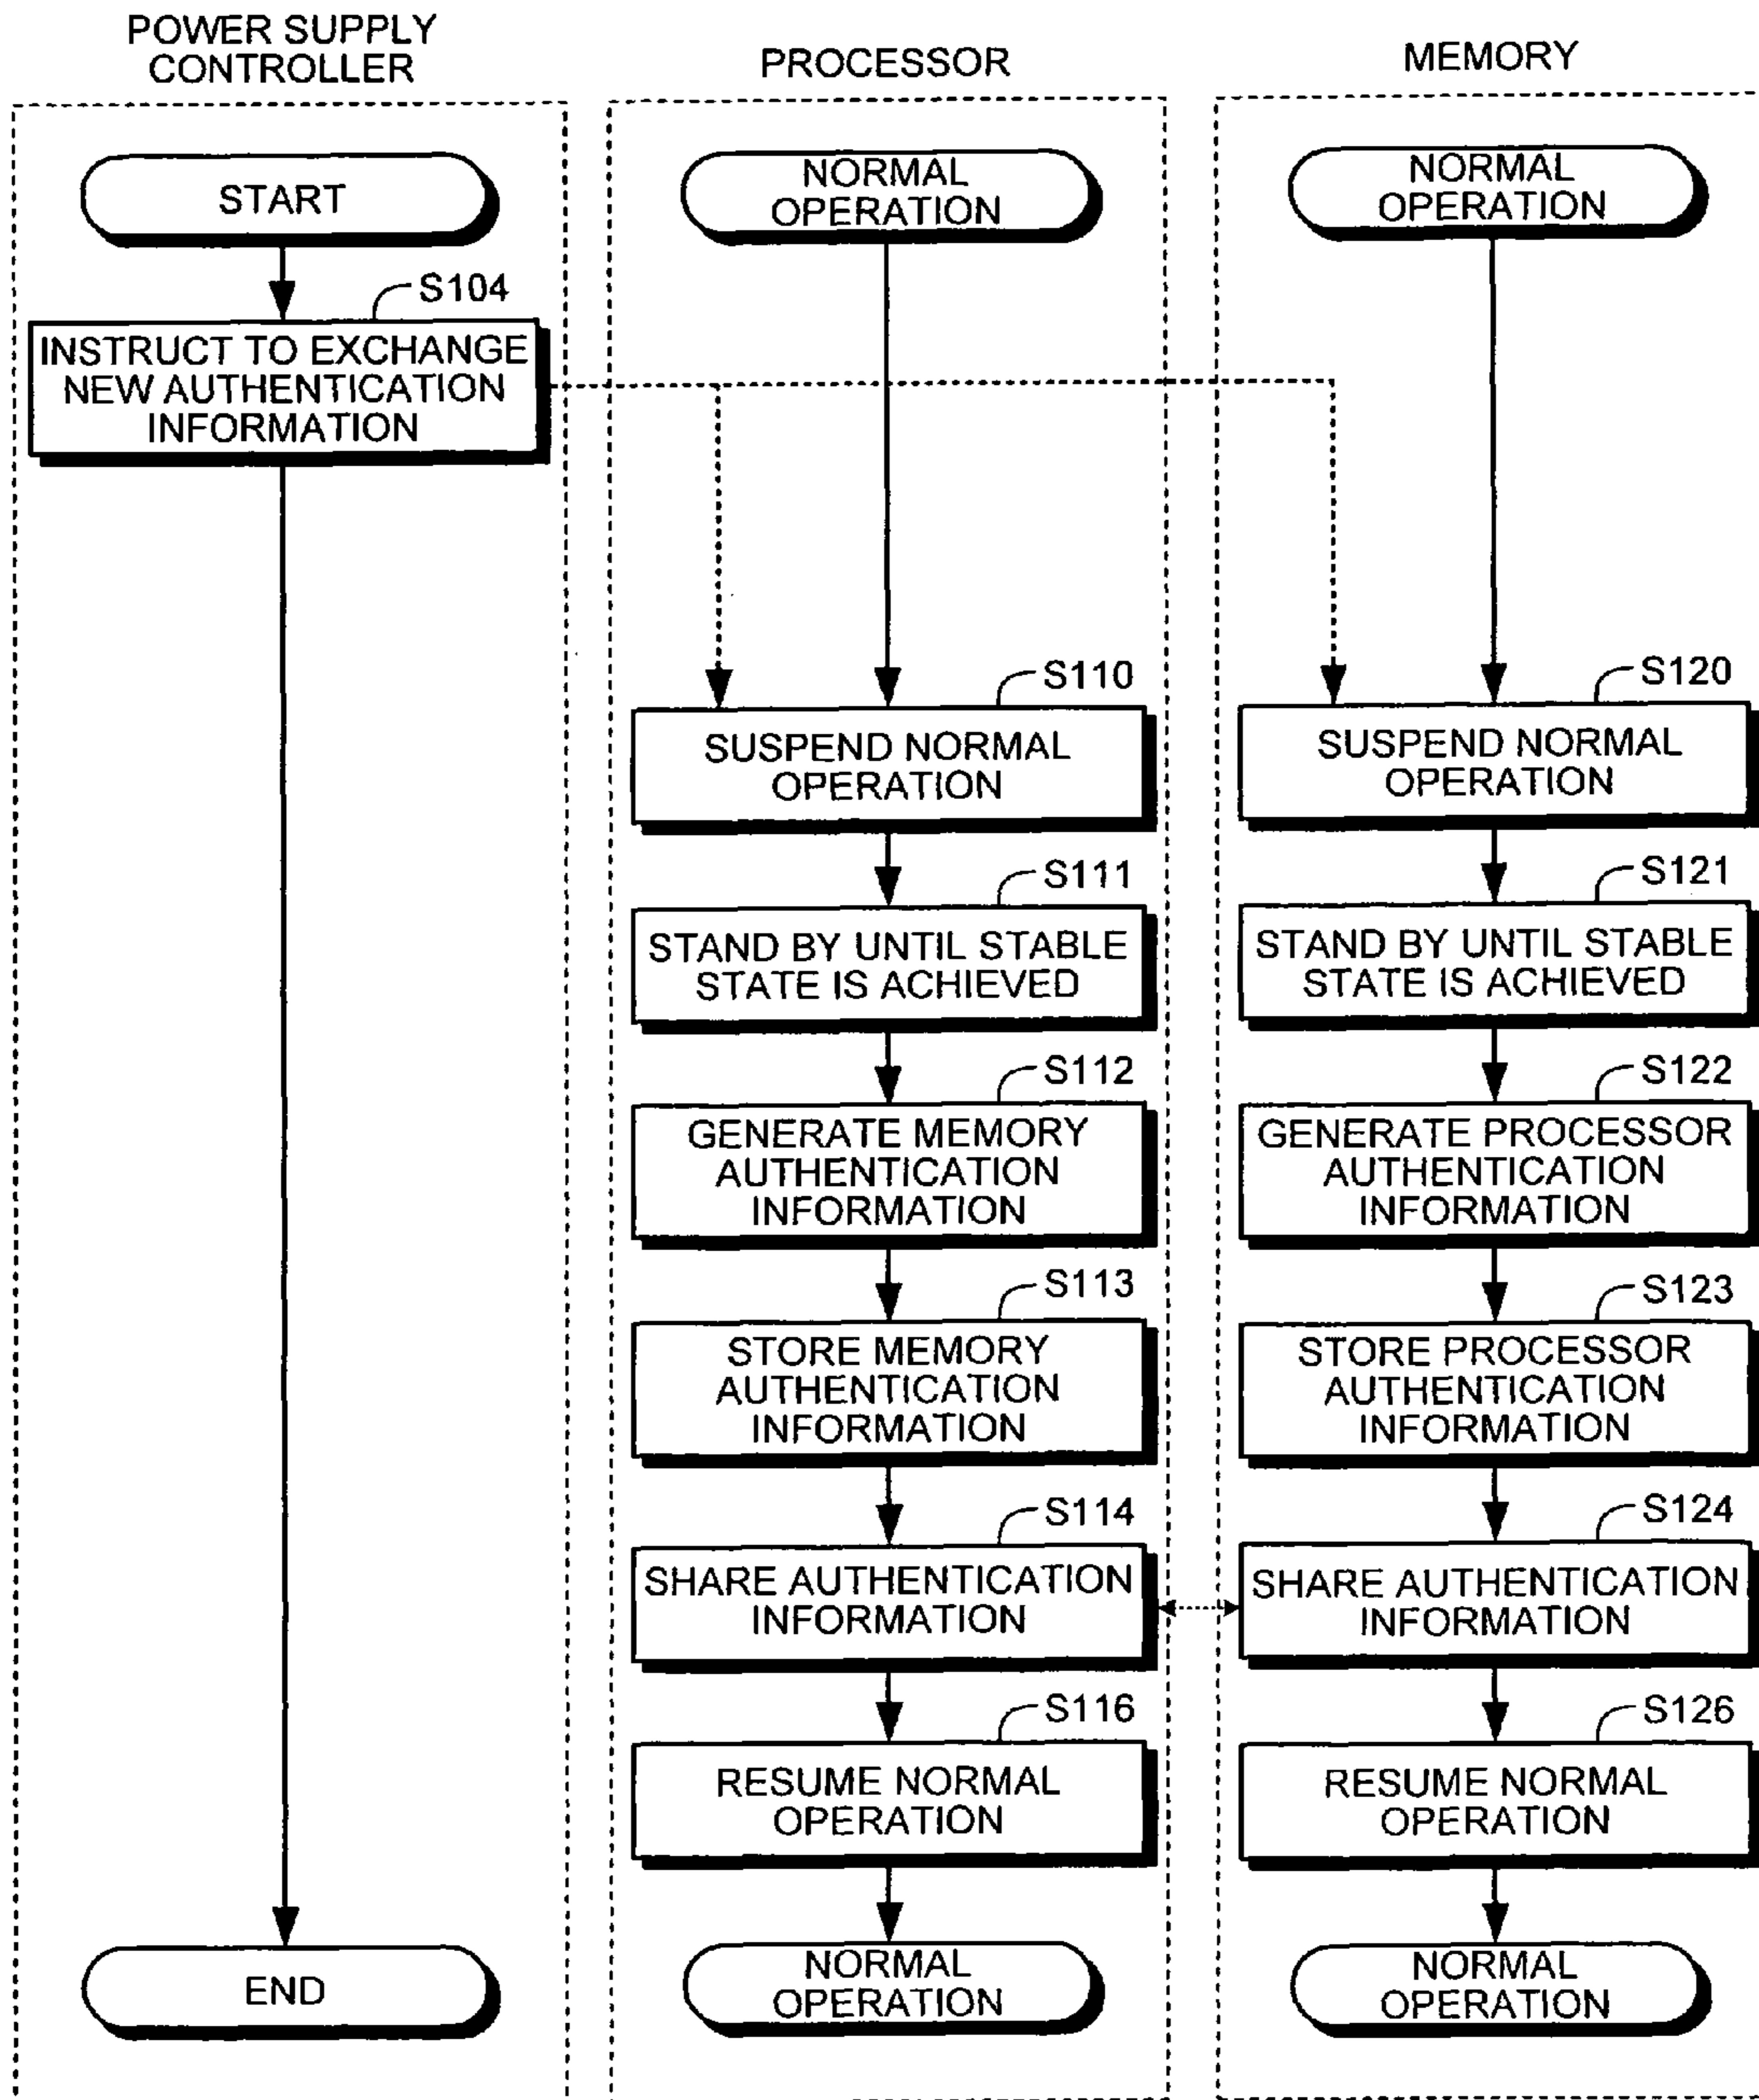 POWER SUPPLY
CONTROLLER
START
S104
INSTRUCT TO EXCHANGE
NEW AUTHENTICATION
INFORMATION
END
PROCESSOR
NORMAL
OPERATION
S110
SUSPEND NORMAL
OPERATION
S111
STAND BY UNTIL STABLE
STATE IS ACHIEVED
S112
GENERATE MEMORY
AUTHENTICATION
INFORMATION
S113
STORE MEMORY
AUTHENTICATION
INFORMATION
S114
SHARE AUTHENTICATION
INFORMATION
S116
RESUME NORMAL
OPERATION
NORMAL
OPERATION
MEMORY
NORMAL
OPERATION
S120
SUSPEND NORMAL
OPERATION
S121
STAND BY UNTIL STABLE
STATE IS ACHIEVED
S122
GENERATE PROCESSOR
AUTHENTICATION
INFORMATION
S123
STORE PROCESSOR
AUTHENTICATION
INFORMATION
S124
SHARE AUTHENTICATION
INFORMATION
S126
RESUME NORMAL
OPERATION
NORMAL
OPERATION